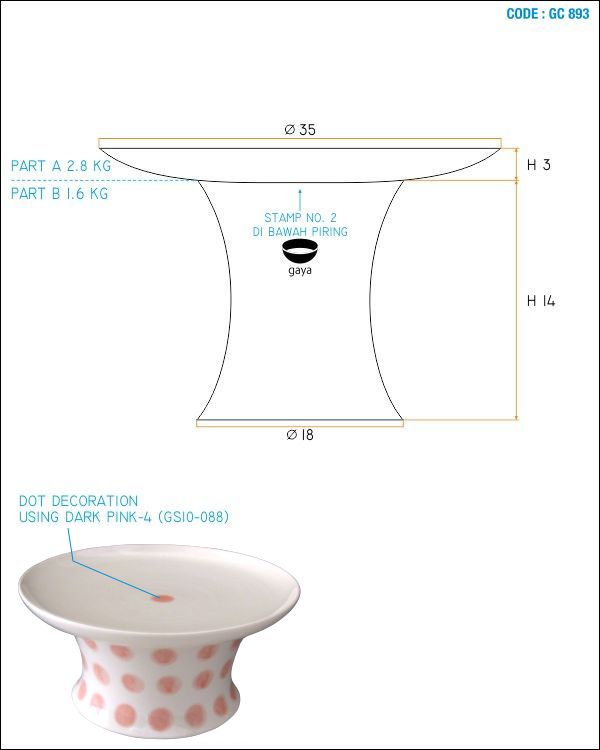 CODE : GC 893
Ø 35
PART A 2.8 KG
H 3
PART B 1.6 KG
STAMP NO. 2
DI BAWAH PIRING
gaya
H 14
Ø 18
DOT DECORATION
USING DARK PINK-4 (GS10-088)